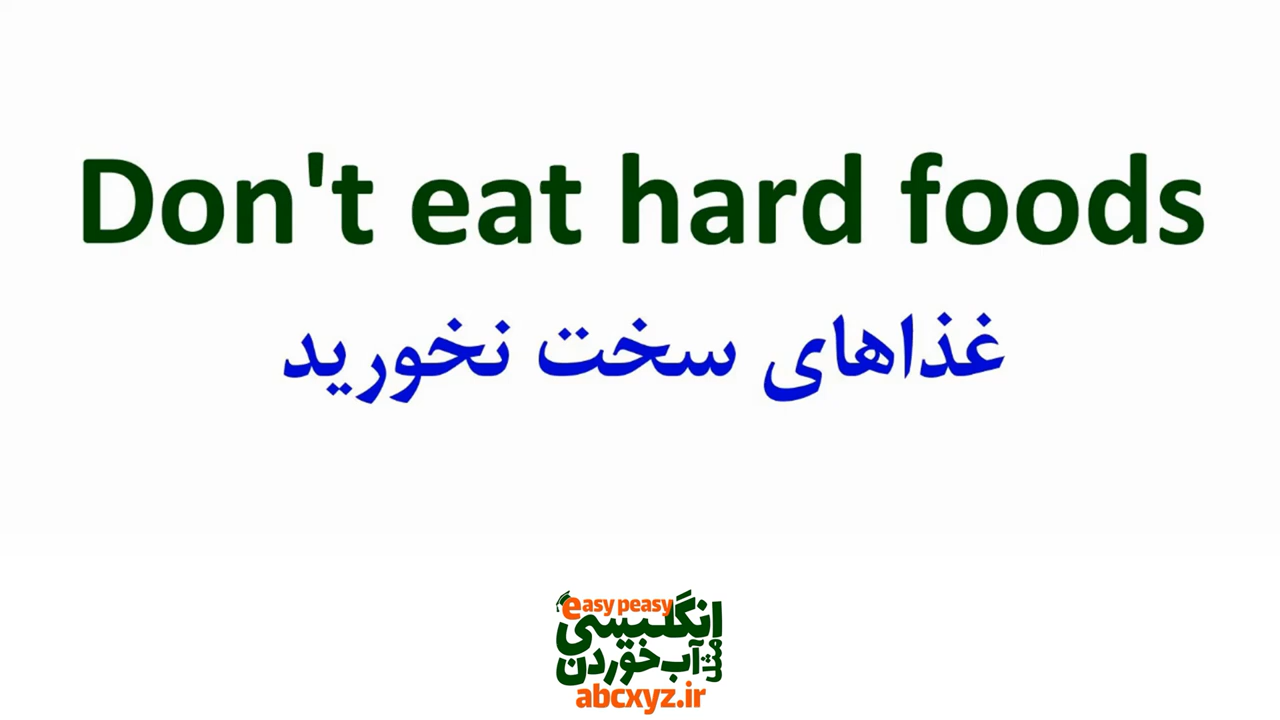 Don't eat hard foods
غذاهای سخت نخورید
easy peasy
انگلیسی
مثل آب خوردن
abcxyz.ir